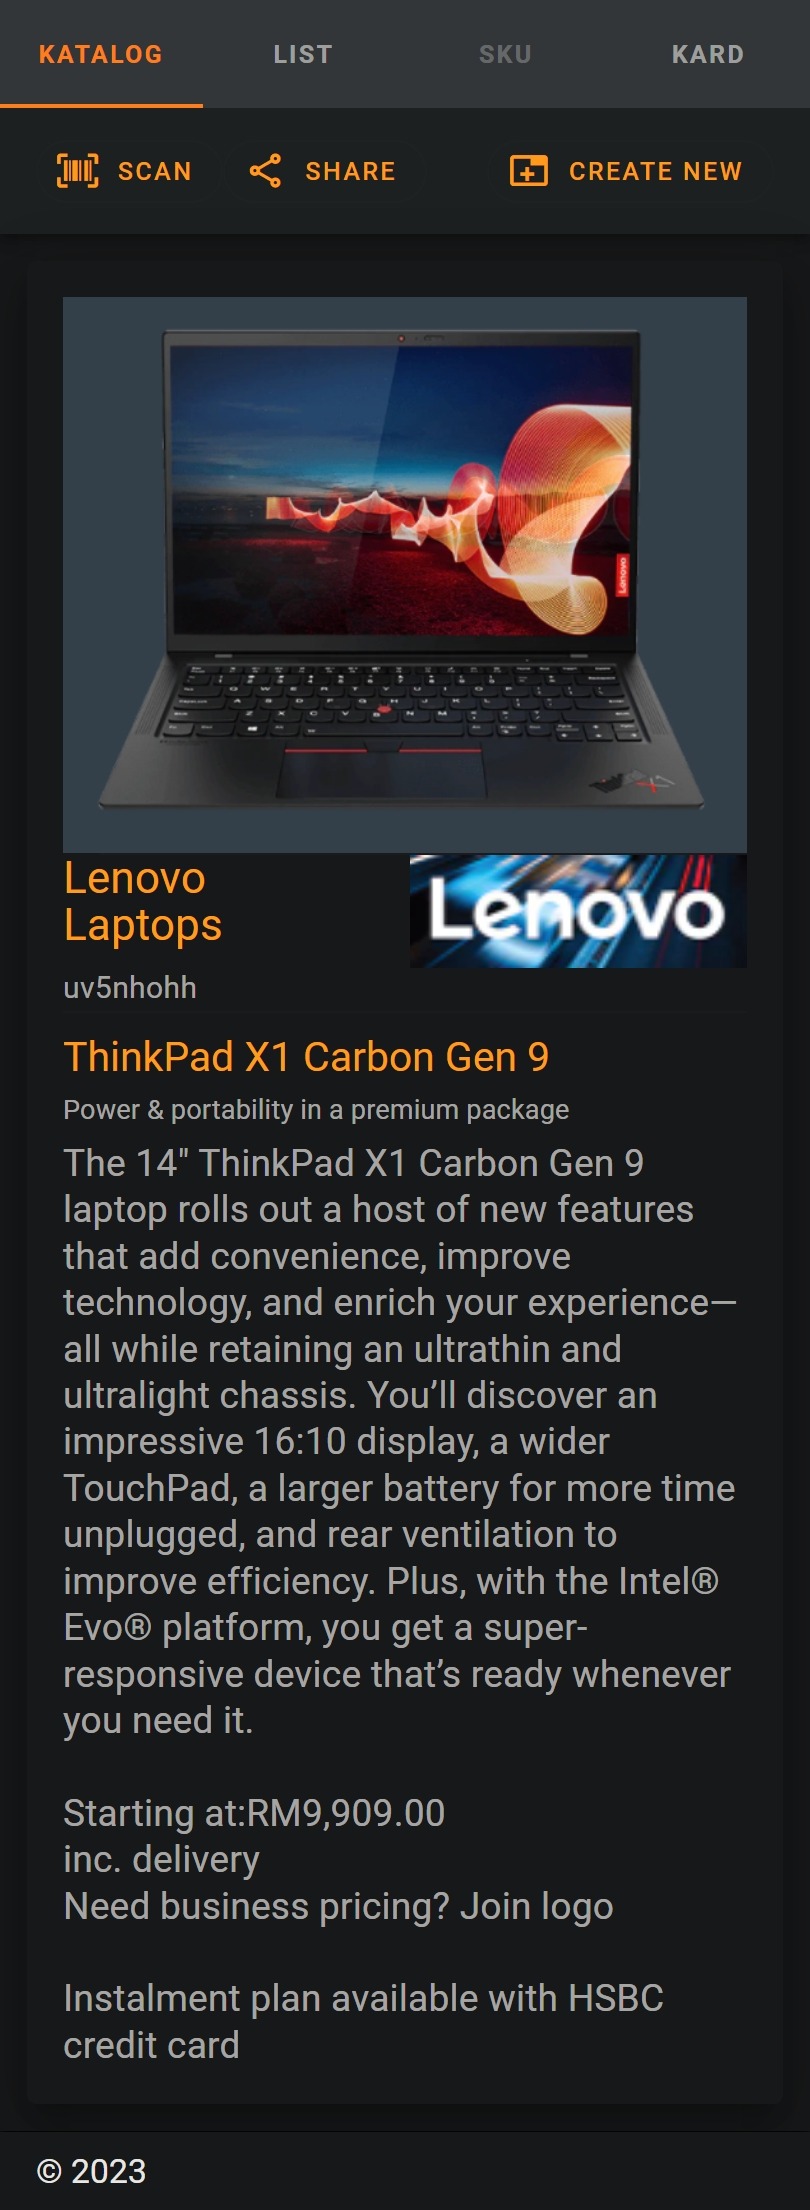 KATALOG LIST SKU KARD
SCAN SHARE CREATE NEW
Lenovo
Lenovo
Laptops
Lenovo
uv5nhohh
ThinkPad X1 Carbon Gen 9
Power & portability in a premium package
The 14" ThinkPad X1 Carbon Gen 9
laptop rolls out a host of new features
that add convenience, improve
technology, and enrich your experience—
all while retaining an ultrathin and
ultralight chassis. You’ll discover an
impressive 16:10 display, a wider
TouchPad, a larger battery for more time
unplugged, and rear ventilation to
improve efficiency. Plus, with the Intel®
Evo® platform, you get a super-
responsive device that’s ready whenever
you need it.
Starting at:RM9,909.00
inc. delivery
Need business pricing? Join logo
Instalment plan available with HSBC
credit card
© 2023